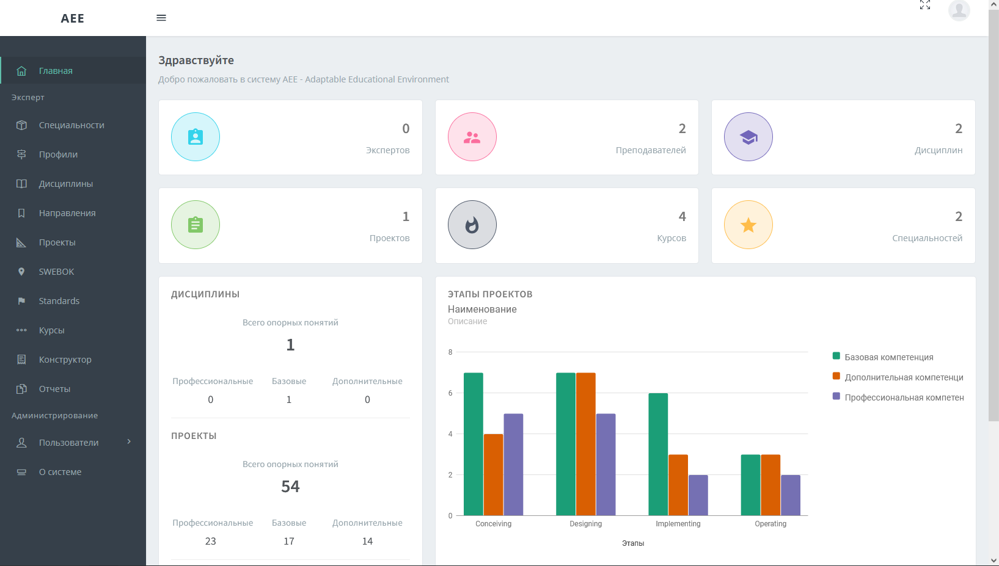 AEE
Главная
Эксперт
Специальности
Профили
Дисциплины
Направления
Проекты
SWEBOK
Standards
Курсы
Конструктор
Отчеты
Администрирование
Пользователи
О системе
Здравствуйте
Добро пожаловать в систему AEE - Adaptable Educational Environment
0
Экспертов
2
Преподавателей
2
Дисциплин
1
Проектов
4
Курсов
2
Специальностей
ДИСЦИПЛИНЫ
Всего опорных понятий
1
Профессиональные Базовые Дополнительные
0 1 0
ПРОЕКТЫ
Всего опорных понятий
54
Профессиональные Базовые Дополнительные
23 17 14
ЭТАПЫ ПРОЕКТОВ
Наименование
Описание
8
6
4
2
0
Conceiving Designing Implementing Operating
Этапы
Базовая компетенция
Дополнительная компетенци
Профессиональная компетен